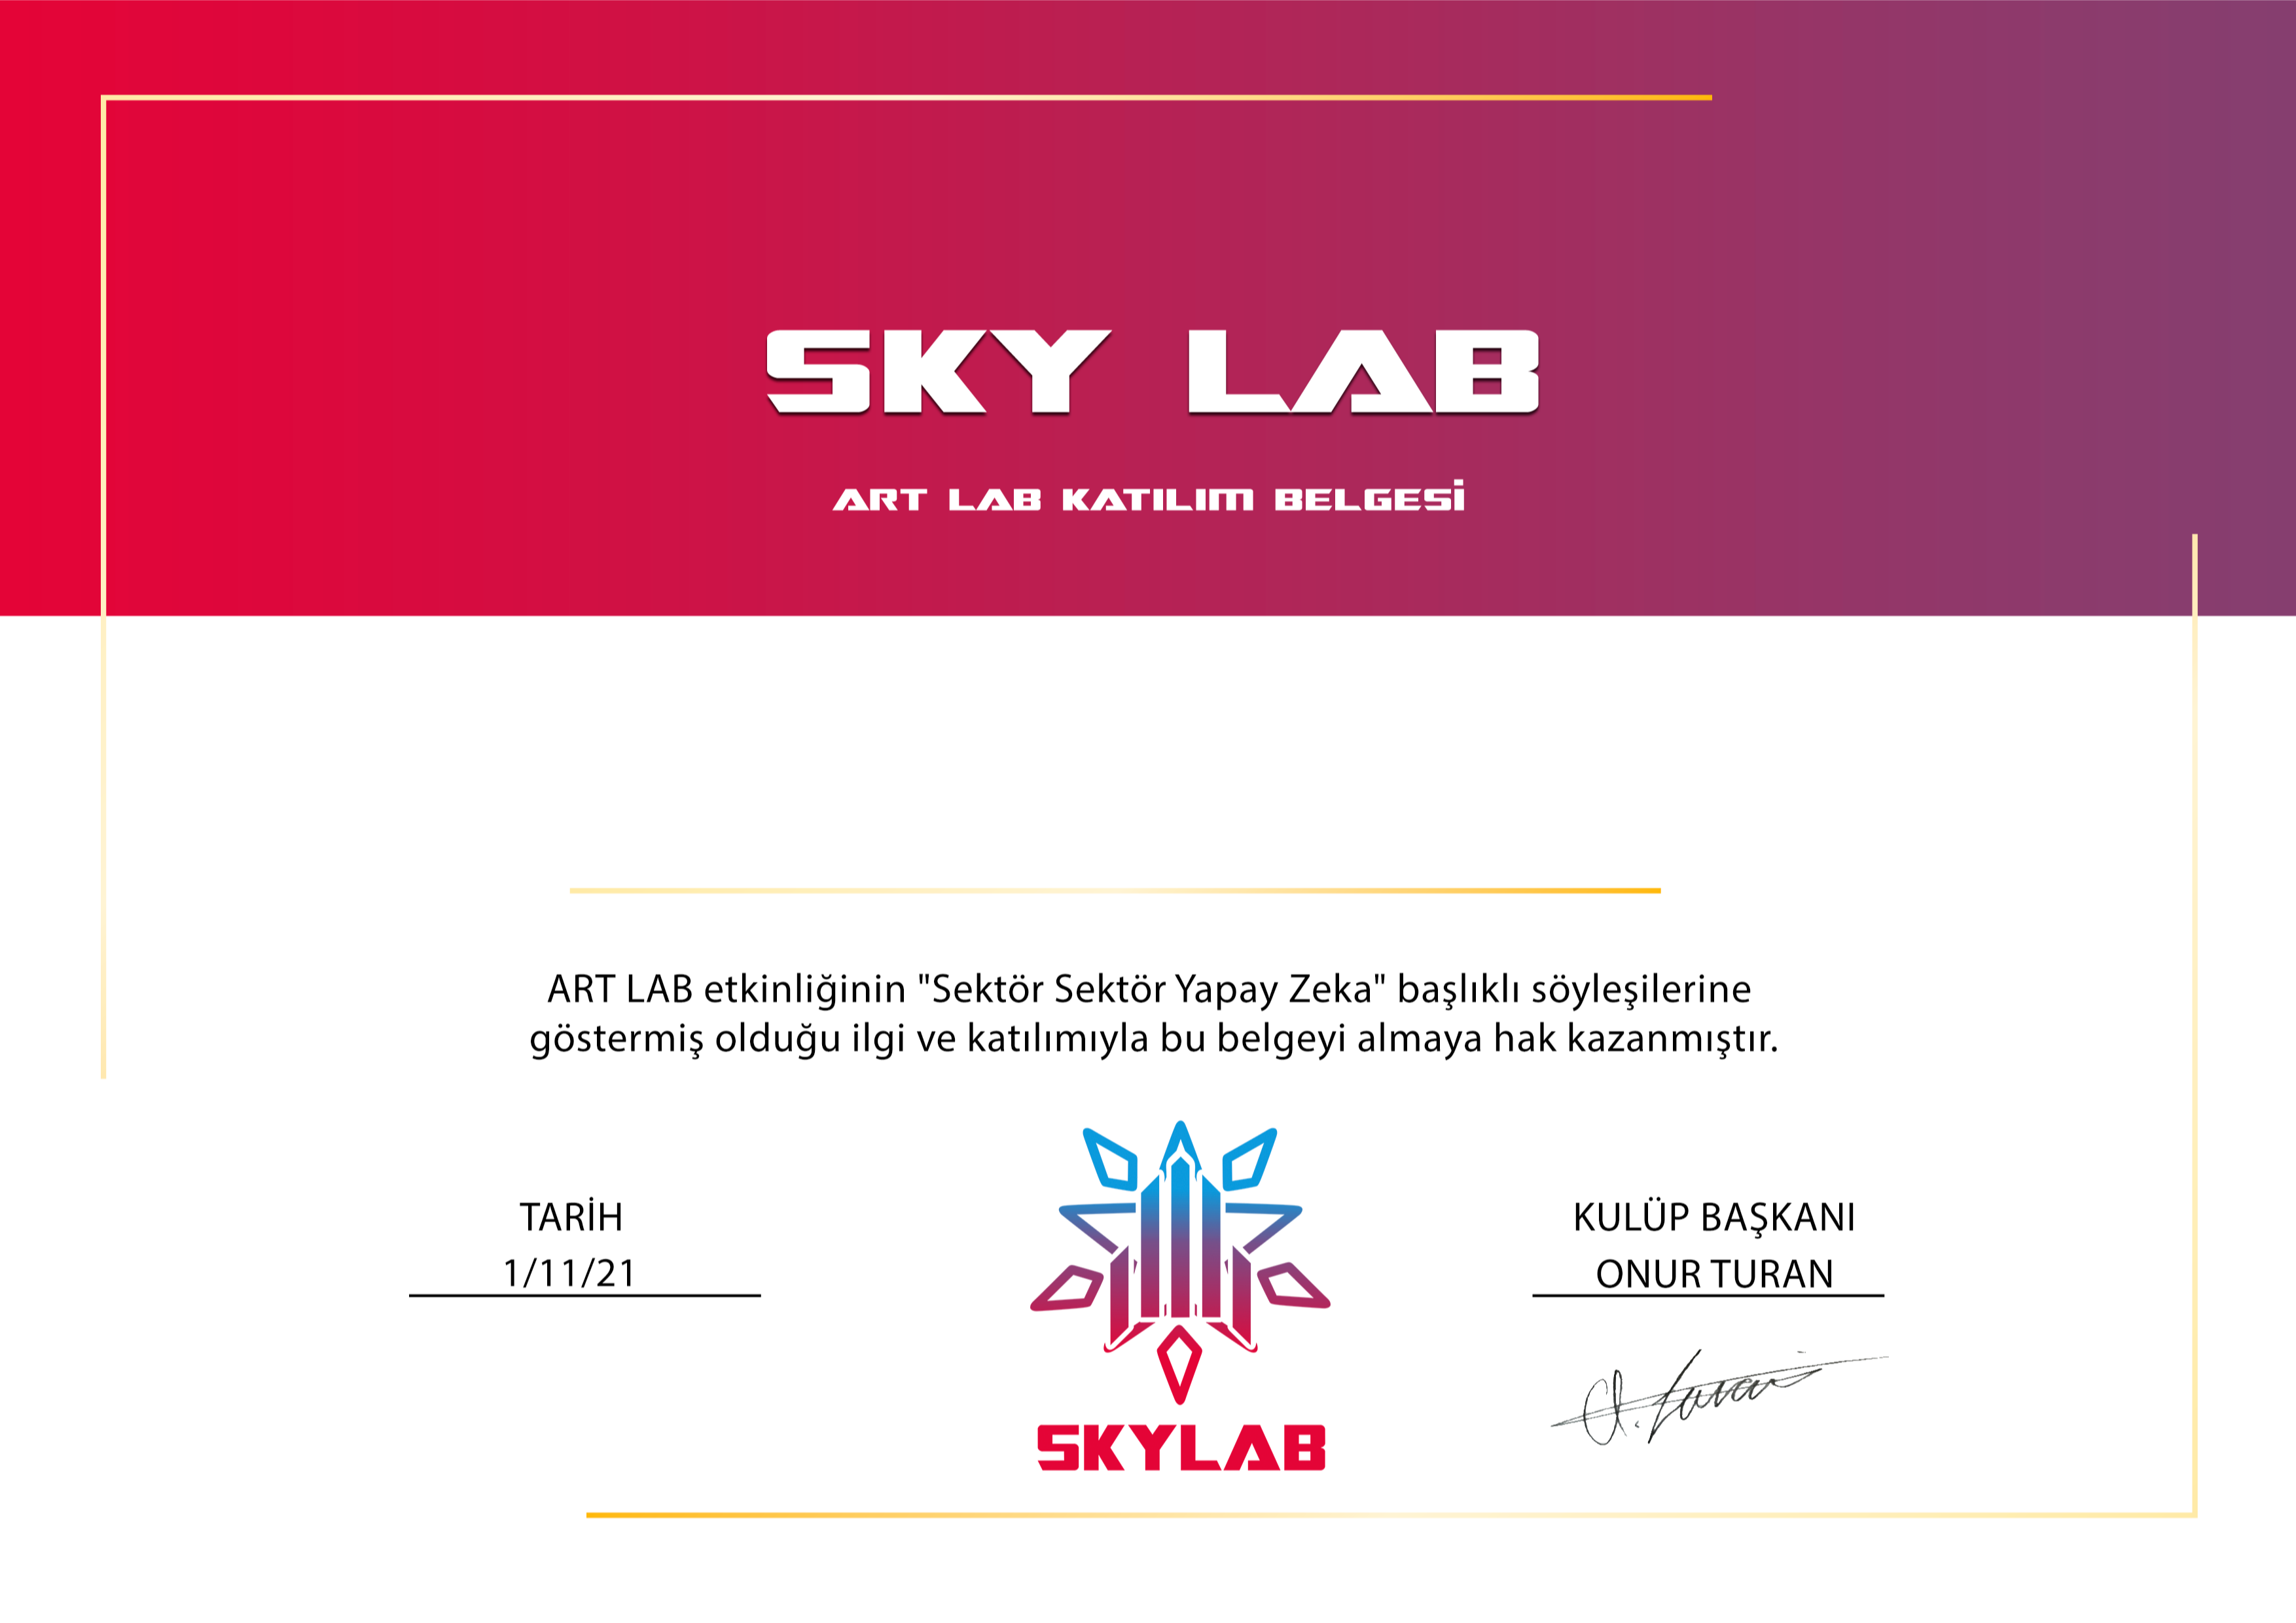 SKY LAB
ART LAB KATILIM BELGESİ
ART LAB etkinliğinin "Sektör Sektör Yapay Zeka" başlıklı söyleşilerine
göstermiş olduğu ilgi ve katılımıyla bu belgeyi almaya hak kazanmıştır.
TARİH
1/11/21
KULÜP BAŞKANI
ONUR TURAN
SKYLAB